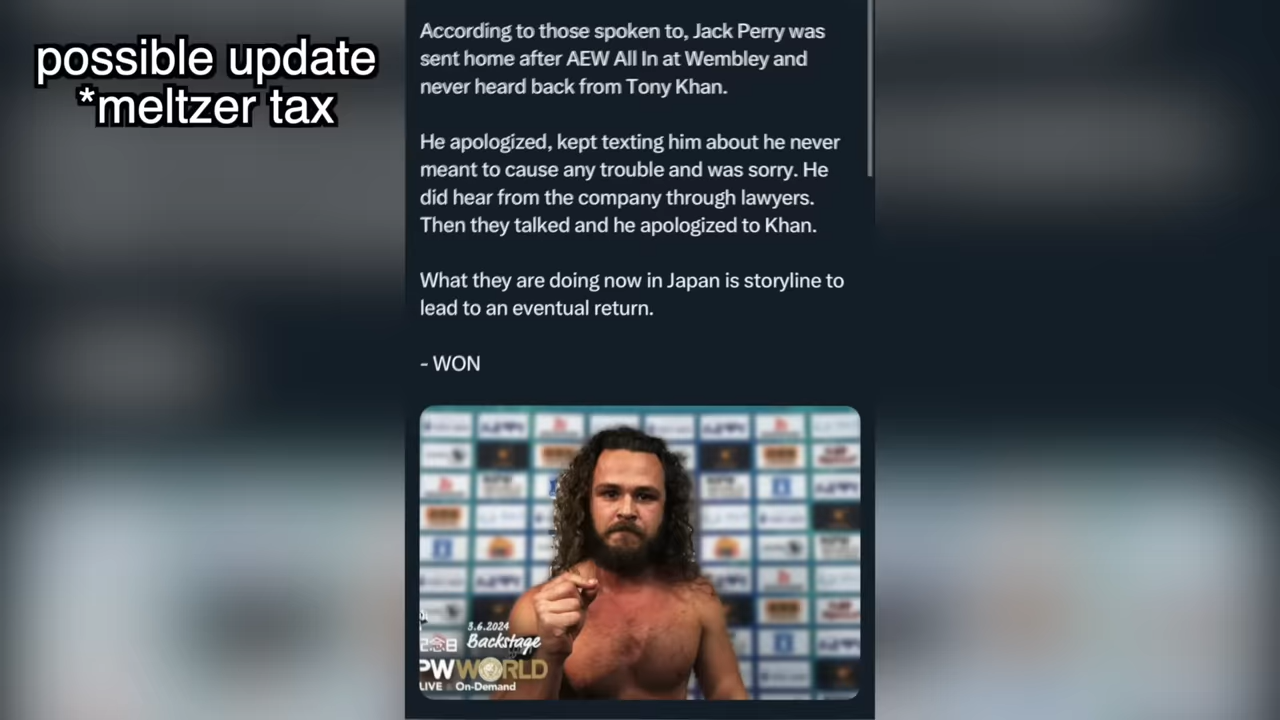 possible update
*meltzer tax
According to those spoken to, Jack Perry was
sent home after AEW All In at Wembley and
never heard back from Tony Khan.
He apologized, kept texting him about he never
meant to cause any trouble and was sorry. He
did hear from the company through lawyers.
Then they talked and he apologized to Khan.
What they are doing now in Japan is storyline to
lead to an eventual return.
- WON
3.6.2024
Backstage
PWWORLD
LIVE On-Demand